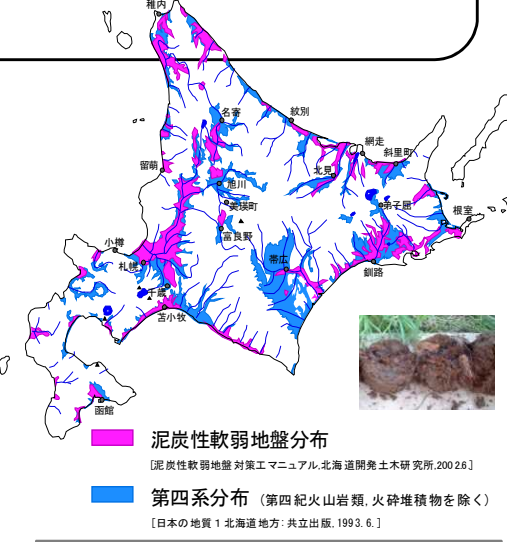 稚内
名寄
紋別
網走
斜里町
北見
留萌
旭川
美瑛町
弟子屈
根室
富良野
小樽
札幌
帯広
釧路
千歳
苫小牧
函館
泥炭性軟弱地盤分布
[泥炭性軟弱地盤対策工マニュアル,北海道開発土木研究所,2002.6.]
第四系分布（第四紀火山岩類,火砕堆積物を除く）
[日本の地質1北海道地方:共立出版,1993.6.]